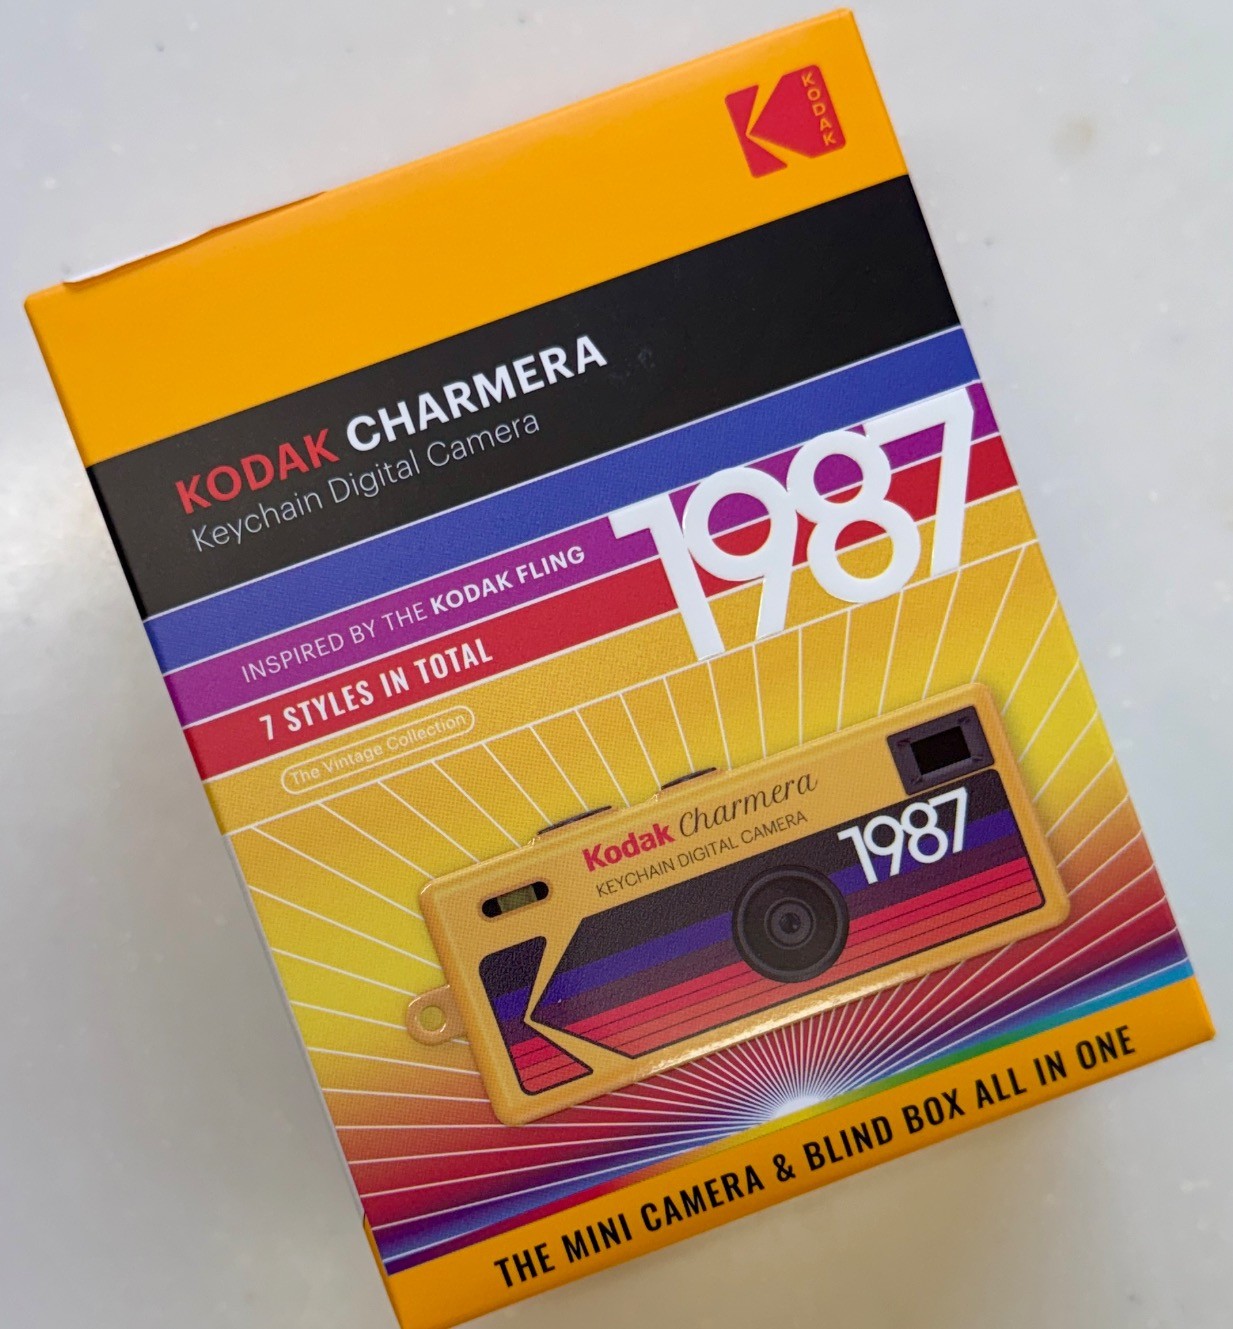 KODAK
KODAK CHARMERA
Keychain Digital Camera
1987
INSPIRED BY THE KODAK FLING
7 STYLES IN TOTAL
The Vintage Collection
Kodak Charmera
KEYCHAIN DIGITAL CAMERA
1987
THE MINI CAMERA & BLIND BOX ALL IN ONE